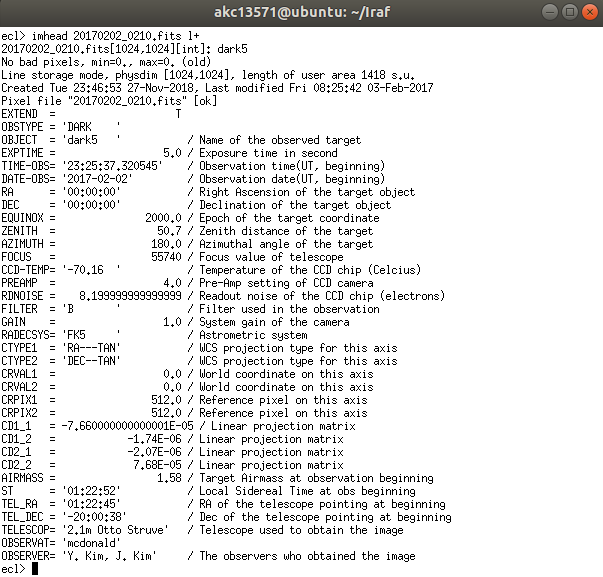 akc13571@ubuntu: ~/Iraf
ecl> imhead 20170202_0210.fits l+
20170202_0210.fits[1024,1024][int]: dark5
No bad pixels, min=0., max=0. (old)
Line storage mode, physdim [1024,1024], length of user area 1418 s.u.
Created Tue 23:46:53 27-Nov-2018, Last modified Fri 08:25:42 03-Feb-2017
Pixel file "20170202_0210.fits" [ok]
EXTEND  =                    T
OBSTYPE = 'DARK    '
OBJECT  = 'dark5   '           / Name of the observed target
EXPTIME =                  5.0 / Exposure time in second
TIME-OBS= '23:25:37.320545'    / Observation time(UT, beginning)
DATE-OBS= '2017-02-02'         / Observation date(UT, beginning)
RA      = '00:00:00'           / Right Ascension of the target object
DEC     = '00:00:00'           / Declination of the target object
EQUINOX =               2000.0 / Epoch of the target coordinate
ZENITH  =                 50.7 / Zenith distance of the target
AZIMUTH =                180.0 / Azimuthal angle of the target
FOCUS   =                55740 / Focus value of telescope
CCD-TEMP= '-70.16  '           / Temperature of the CCD chip (Celcius)
PREAMP  =                  4.0 / Pre-Amp setting of CCD camera
RDNOISE =    8.199999999999999 / Readout noise of the CCD chip (electrons)
FILTER  = 'B       '           / Filter used in the observation
GAIN    =                  1.0 / System gain of the camera
RADECSYS= 'FK5     '           / Astrometric system
CTYPE1  = 'RA---TAN'           / WCS projection type for this axis
CTYPE2  = 'DEC--TAN'           / WCS projection type for this axis
CRVAL1  =                  0.0 / World coordinate on this axis
CRVAL2  =                  0.0 / World coordinate on this axis
CRPIX1  =                512.0 / Reference pixel on this axis
CRPIX2  =                512.0 / Reference pixel on this axis
CD1_1   = -7.660000000000001E-05 / Linear projection matrix
CD1_2   =            -1.74E-06 / Linear projection matrix
CD2_1   =            -2.07E-06 / Linear projection matrix
CD2_2   =             7.68E-05 / Linear projection matrix
AIRMASS =                 1.58 / Target Airmass at observation beginning
ST      = '01:22:52'           / Local Sidereal Time at obs beginning
TEL_RA  = '01:22:45'           / RA of the telescope pointing at beginning
TEL_DEC = '-20:00:38'          / Dec of the telescope pointing at beginning
TELESCOP= '2.1m Otto Struve'   / Telescope used to obtain the image
OBSERVAT= 'mcdonald'
OBSERVER= 'Y. Kim, J. Kim'     / The observers who obtained the image
ecl>